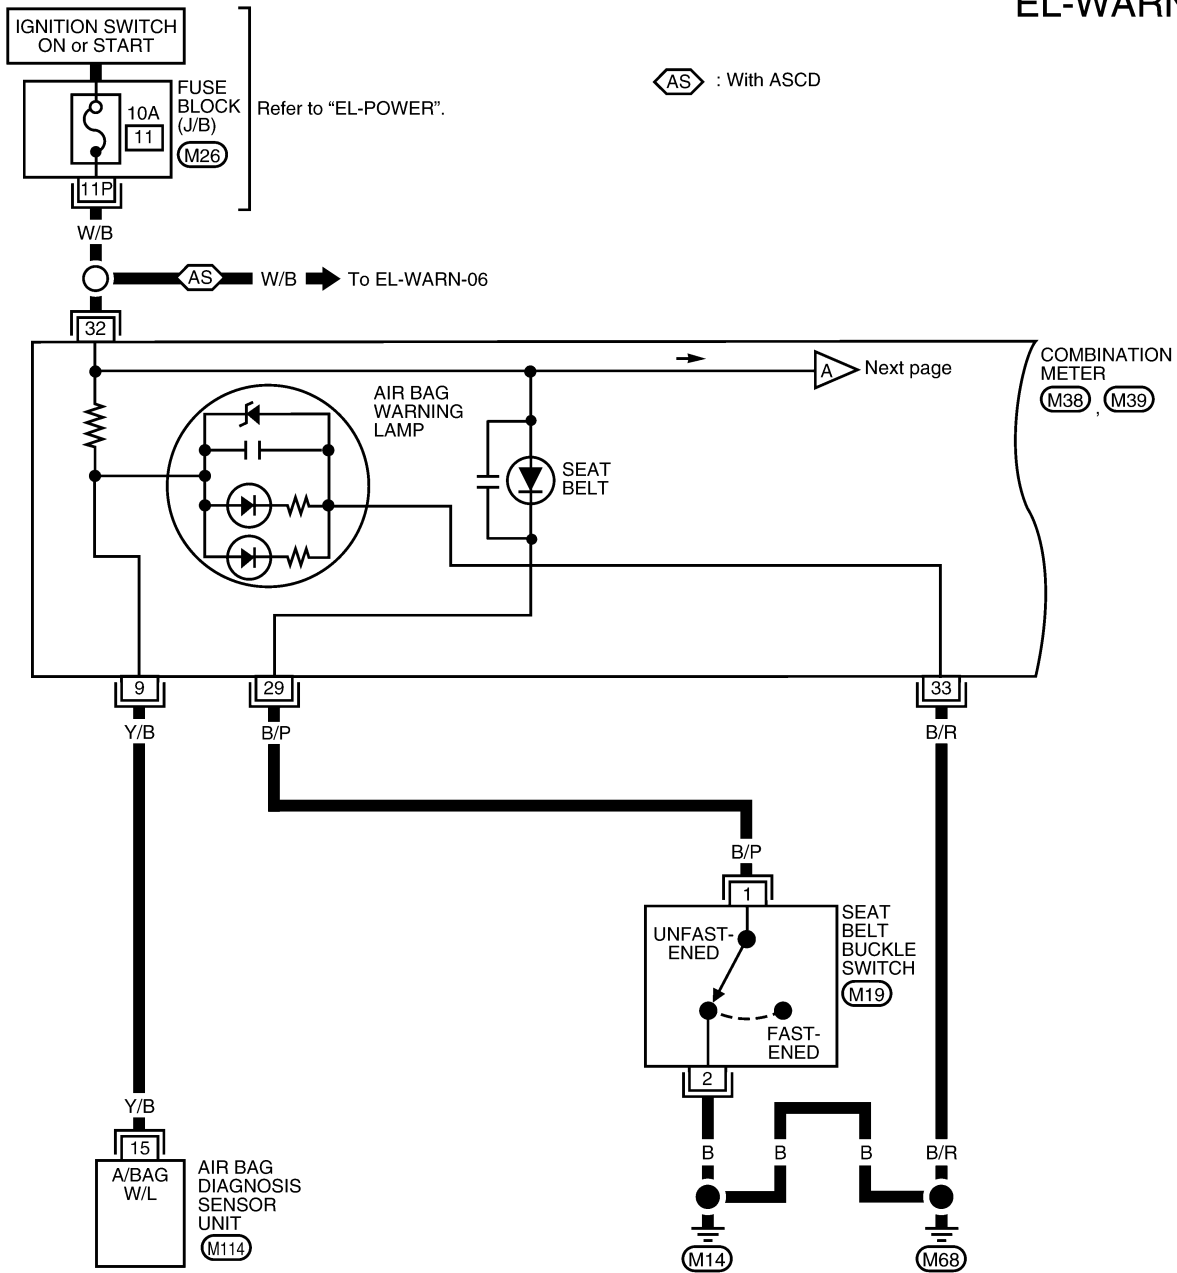 EL-WARN
IGNITION SWITCH
ON or START
FUSE
BLOCK
(J/B)
M26
10A
11
Refer to “EL-POWER”.
AS : With ASCD
11P
W/B
AS W/B To EL-WARN-06
32
A Next page
COMBINATION
METER
M38 , M39
AIR BAG
WARNING
LAMP
SEAT
BELT
9 29 33
Y/B B/P B/R
B/P
1
UNFAST-
ENED
SEAT
BELT
BUCKLE
SWITCH
M19
FAST-
ENED
2
Y/B
15
A/BAG
W/L
AIR BAG
DIAGNOSIS
SENSOR
UNIT
M114
B B B B/R
M14 M68